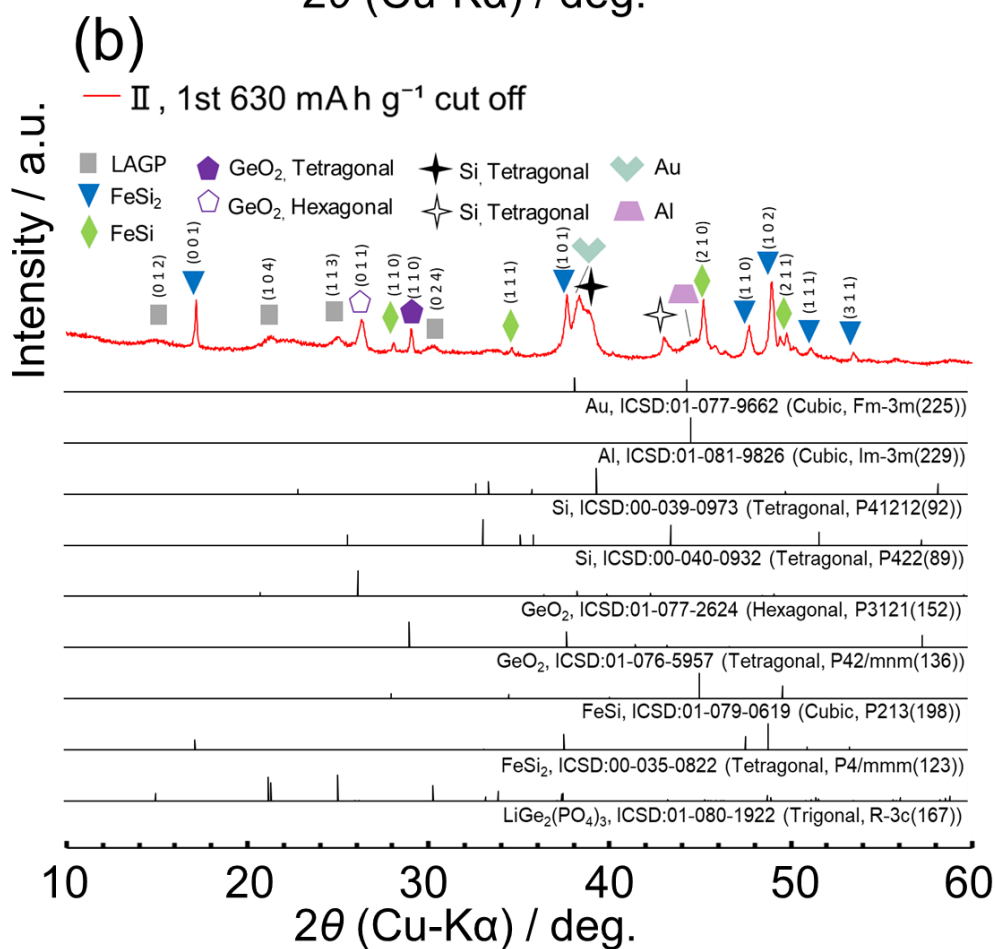 2θ (Cu-Kα) / deg.
(b)
Ⅱ, 1st 630 mA h g⁻¹ cut off
LAGP
FeSi₂
FeSi
GeO₂, Tetragonal
GeO₂, Hexagonal
Si, Tetragonal
Si, Tetragonal
Au
Al
Intensity / a.u.
(0 1 2)
(0 0 1)
(1 0 4)
(1 1 3)
(0 1 1)
(1 1 0)
(1 1 0)
(0 2 4)
(1 1 1)
(1 0 1)
(2 1 0)
(1 1 0)
(1 0 2)
(2 1 1)
(1 1 1)
(3 1 1)
Au, ICSD:01-077-9662 (Cubic, Fm-3m(225))
Al, ICSD:01-081-9826 (Cubic, Im-3m(229))
Si, ICSD:00-039-0973 (Tetragonal, P41212(92))
Si, ICSD:00-040-0932 (Tetragonal, P422(89))
GeO₂, ICSD:01-077-2624 (Hexagonal, P3121(152))
GeO₂, ICSD:01-076-5957 (Tetragonal, P42/mnm(136))
FeSi, ICSD:01-079-0619 (Cubic, P213(198))
FeSi₂, ICSD:00-035-0822 (Tetragonal, P4/mmm(123))
LiGe₂(PO₄)₃, ICSD:01-080-1922 (Trigonal, R-3c(167))
10 20 30 40 50 60
2θ (Cu-Kα) / deg.